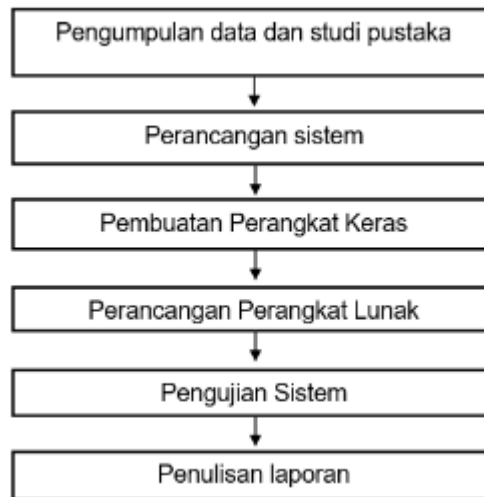 Pengumpulan data dan studi pustaka
Perancangan sistem
Pembuatan Perangkat Keras
Perancangan Perangkat Lunak
Pengujian Sistem
Penulisan laporan